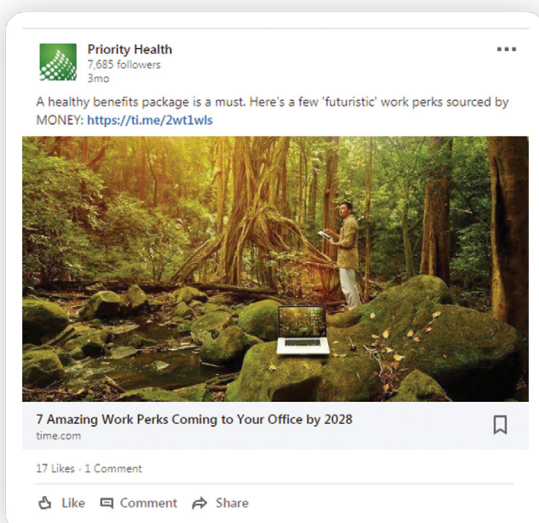 Priority Health
7,685 followers
3mo
A healthy benefits package is a must. Here's a few 'futuristic' work perks sourced by
MONEY: https://ti.me/2wt1wls
7 Amazing Work Perks Coming to Your Office by 2028
time.com
17 Likes · 1 Comment
Like Comment Share